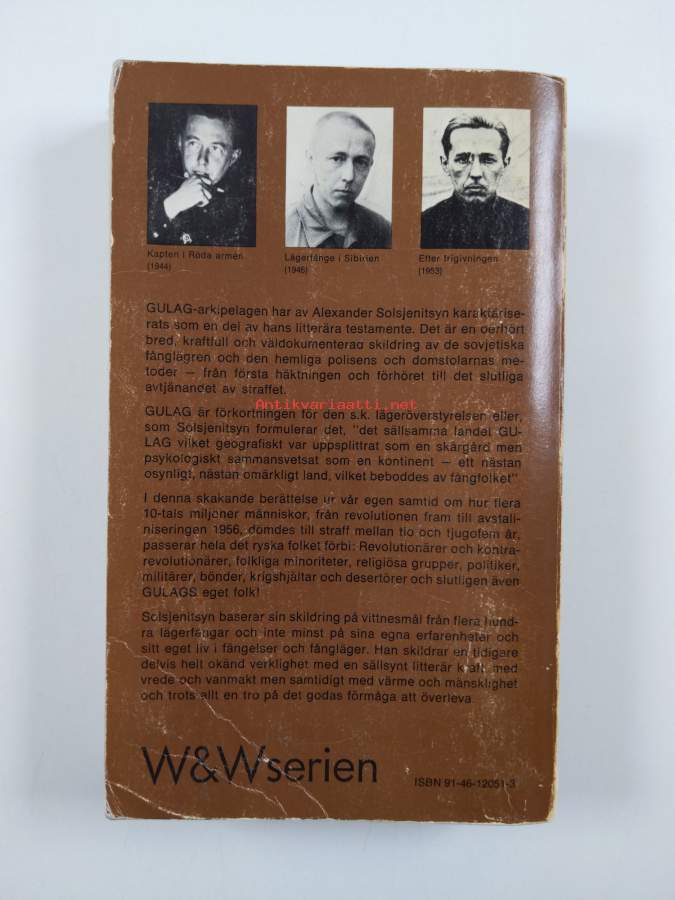 Kapten i Röda armén
(1944)
Lägerfånge i Sibirien
(1946)
Efter frigivningen
(1953)
GULAG-arkipelagen har av Alexander Solsjenitsyn karaktärise-
rats som en del av hans litterära testamente. Det är en oerhört
bred, kraftfull och väldokumenterad skildring av de sovjetiska
fånglägren och den hemliga polisens och domstolarnas me-
toder – från första häktningen och förhöret till det slutliga
avtjänandet av straffet.
Antikvariaatti.net
GULAG är förkortningen för den s.k. lägeröverstyrelsen eller,
som Solsjenitsyn formulerar det, "det sällsamma landet GU-
LAG vilket geografiskt var uppsplittrat som en skärgård men
psykologiskt sammansvetsat som en kontinent – ett nästan
osynligt, nästan omärkligt land, vilket beboddes av fångfolket"
I denna skakande berättelse ur vår egen samtid om hur flera
10-tals miljoner människor, från revolutionen fram till avstali-
niseringen 1956, dömdes till straff mellan tio och tjugofem år,
passerar hela det ryska folket förbi: Revolutionärer och kontra-
revolutionärer, folkliga minoriteter, religiösa grupper, politiker,
militärer, bönder, krigshjältar och desertörer och slutligen även
GULAGS eget folk!
Solsjenitsyn baserar sin skildring på vittnesmål från flera hund-
ra lägerfångar och inte minst på sina egna erfarenheter och
sitt eget liv i fängelser och fångläger. Han skildrar en tidigare
delvis helt okänd verklighet med en sällsynt litterär kraft, med
vrede och vanmakt men samtidigt med värme och mänsklighet
och trots allt en tro på det godas förmåga att överleva.
W&Wserien
ISBN 91-46-12051-3